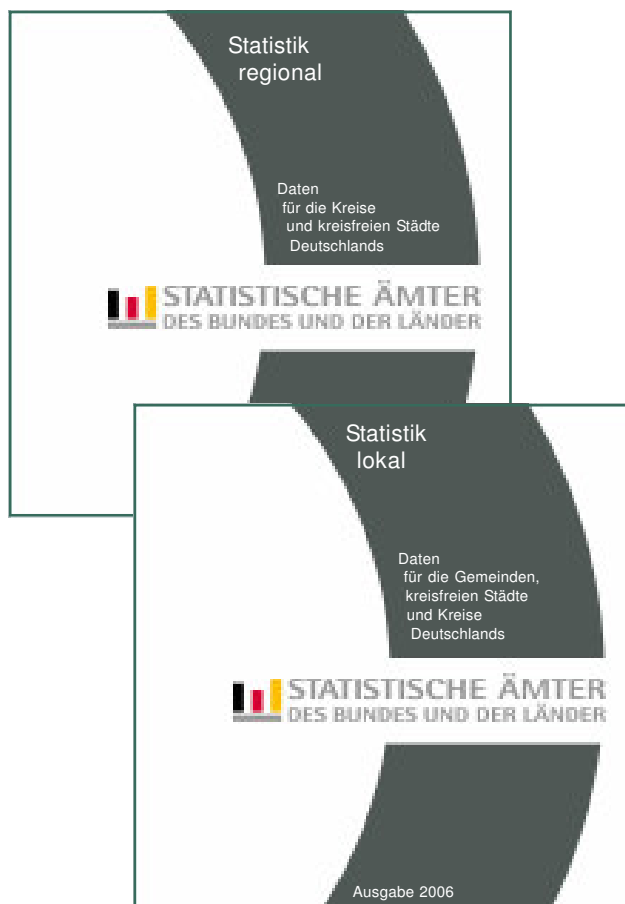 Statistik
regional
Daten
für die Kreise
und kreisfreien Städte
Deutschlands
STATISTISCHE ÄMTER
DES BUNDES UND DER LÄNDER
Statistik
lokal
Daten
für die Gemeinden,
kreisfreien Städte
und Kreise
Deutschlands
STATISTISCHE ÄMTER
DES BUNDES UND DER LÄNDER
Ausgabe 2006